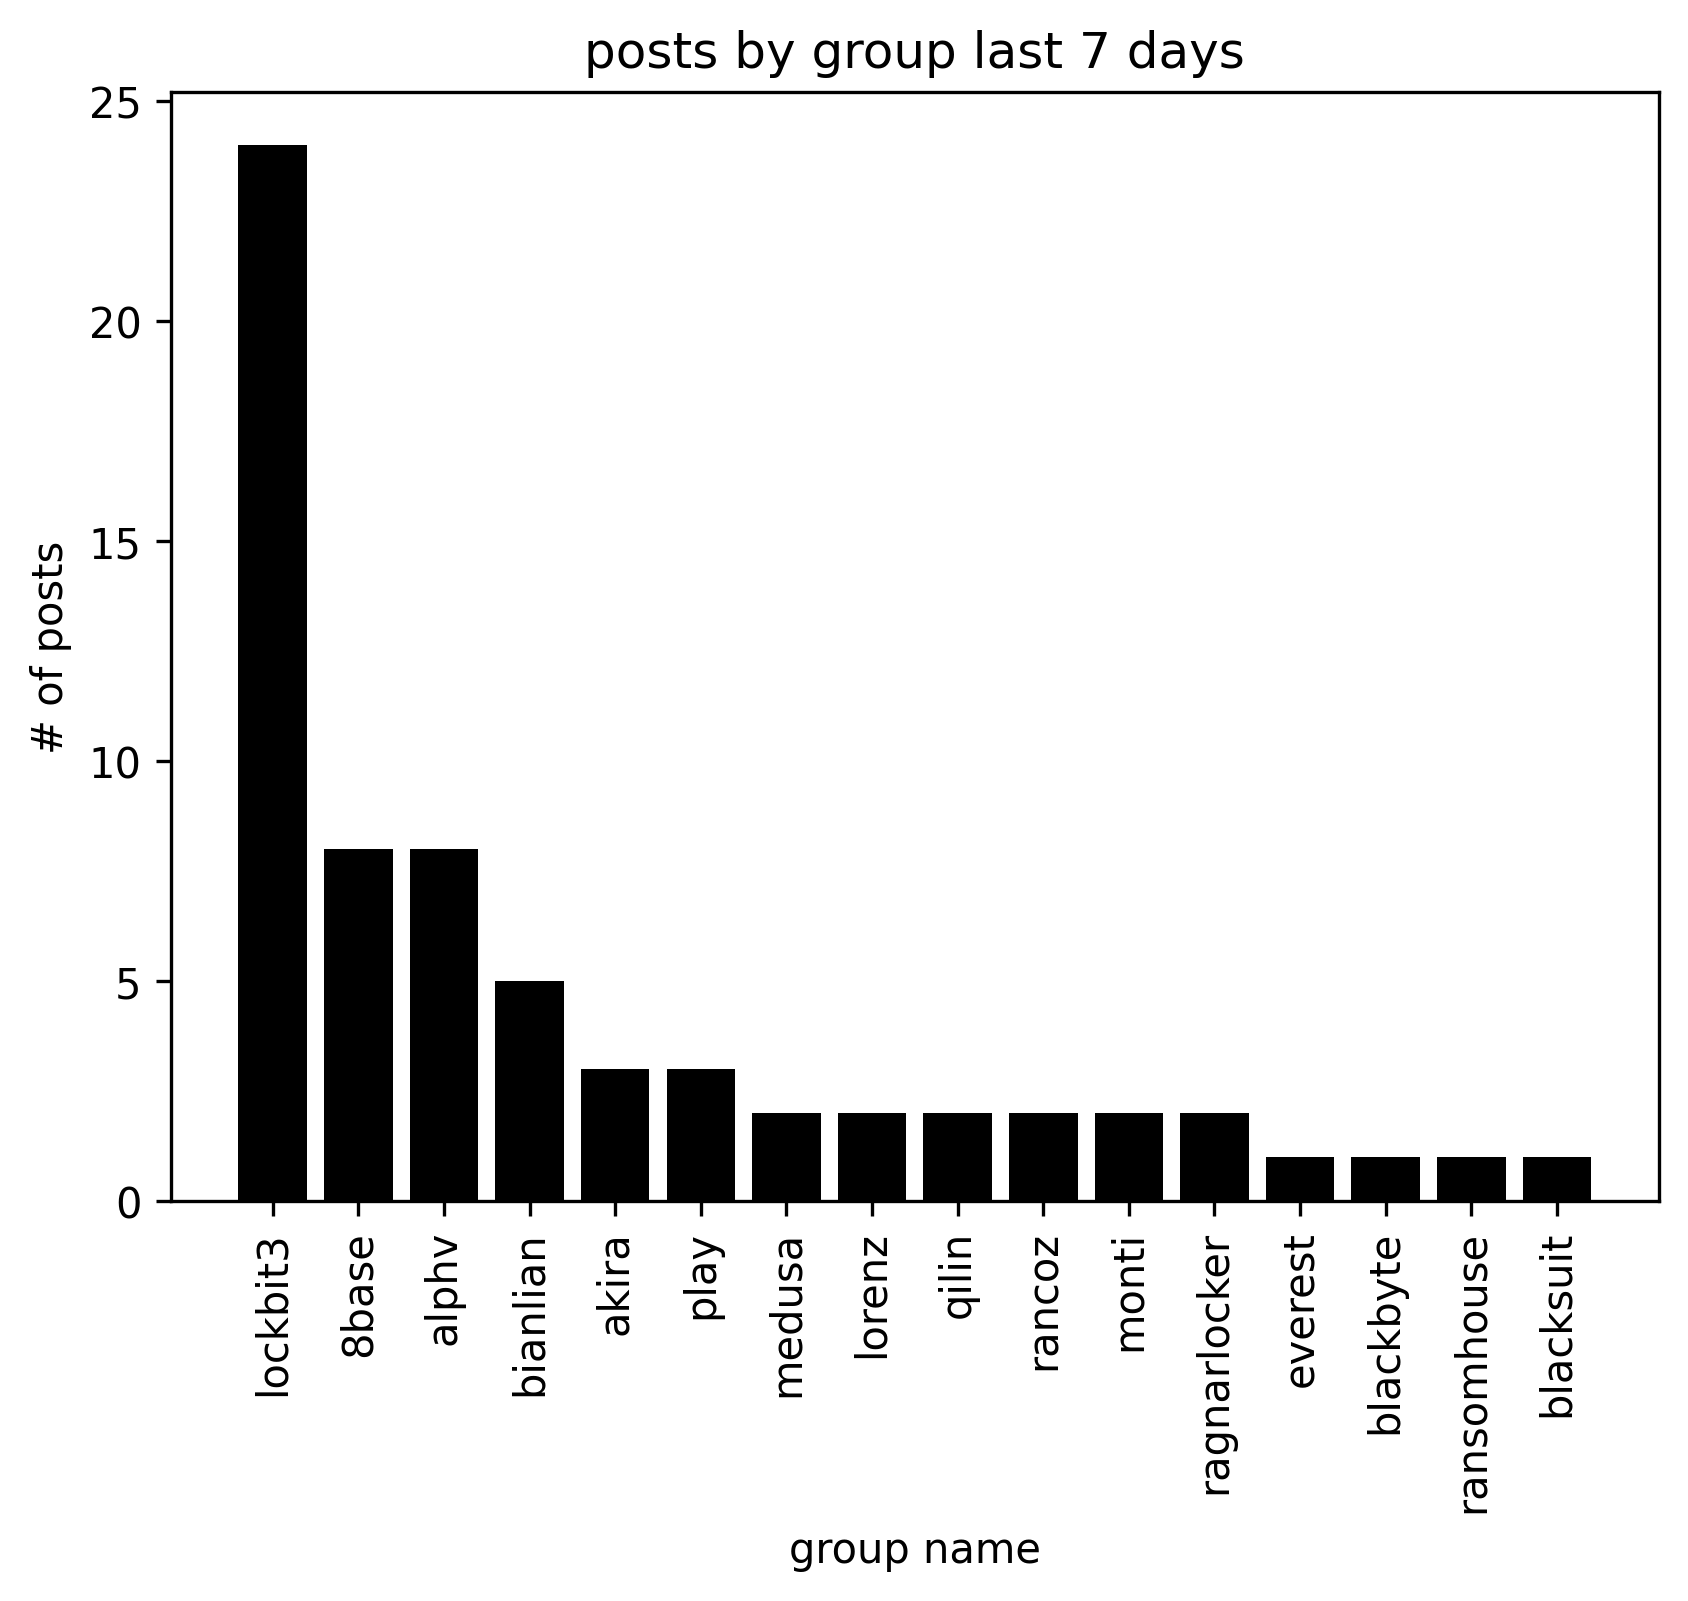 posts by group last 7 days
25
20
15
10
5
0
# of posts
lockbit3
8base
alphv
bianlian
akira
play
medusa
lorenz
qilin
rancoz
monti
ragnarlocker
everest
blackbyte
ransomhouse
blacksuit
group name